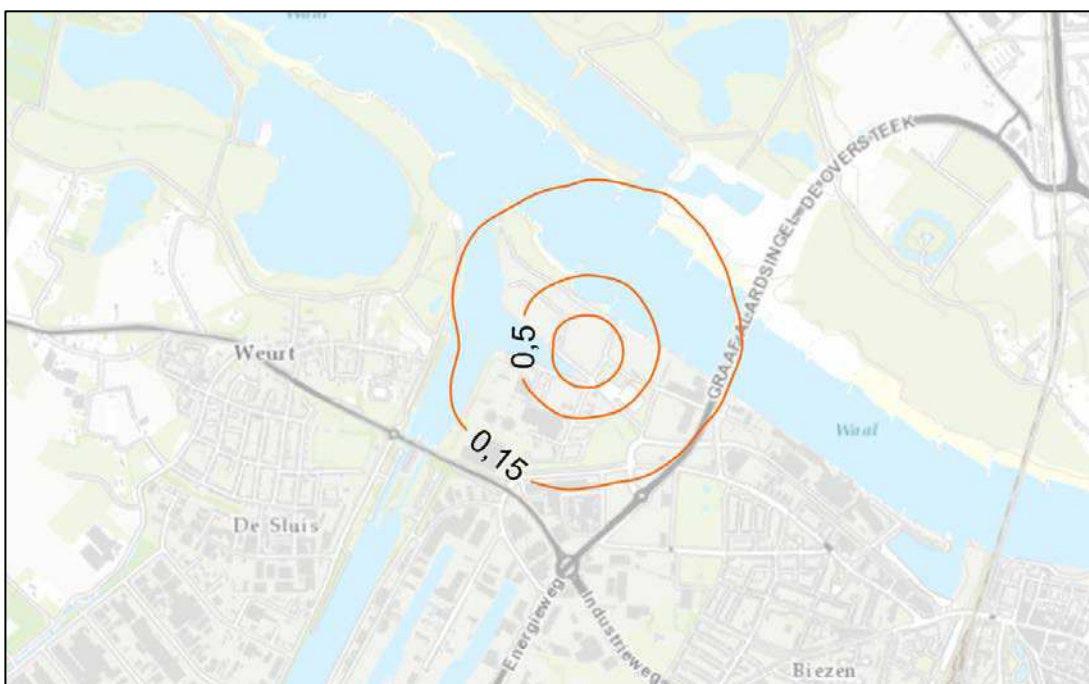 Waal
GRAAF ALARDSINGEL-DE OVERSTEEK
Weurt
0,5
Waal
0,15
De Sluis
Energieweg
Industrieweg
Biezen